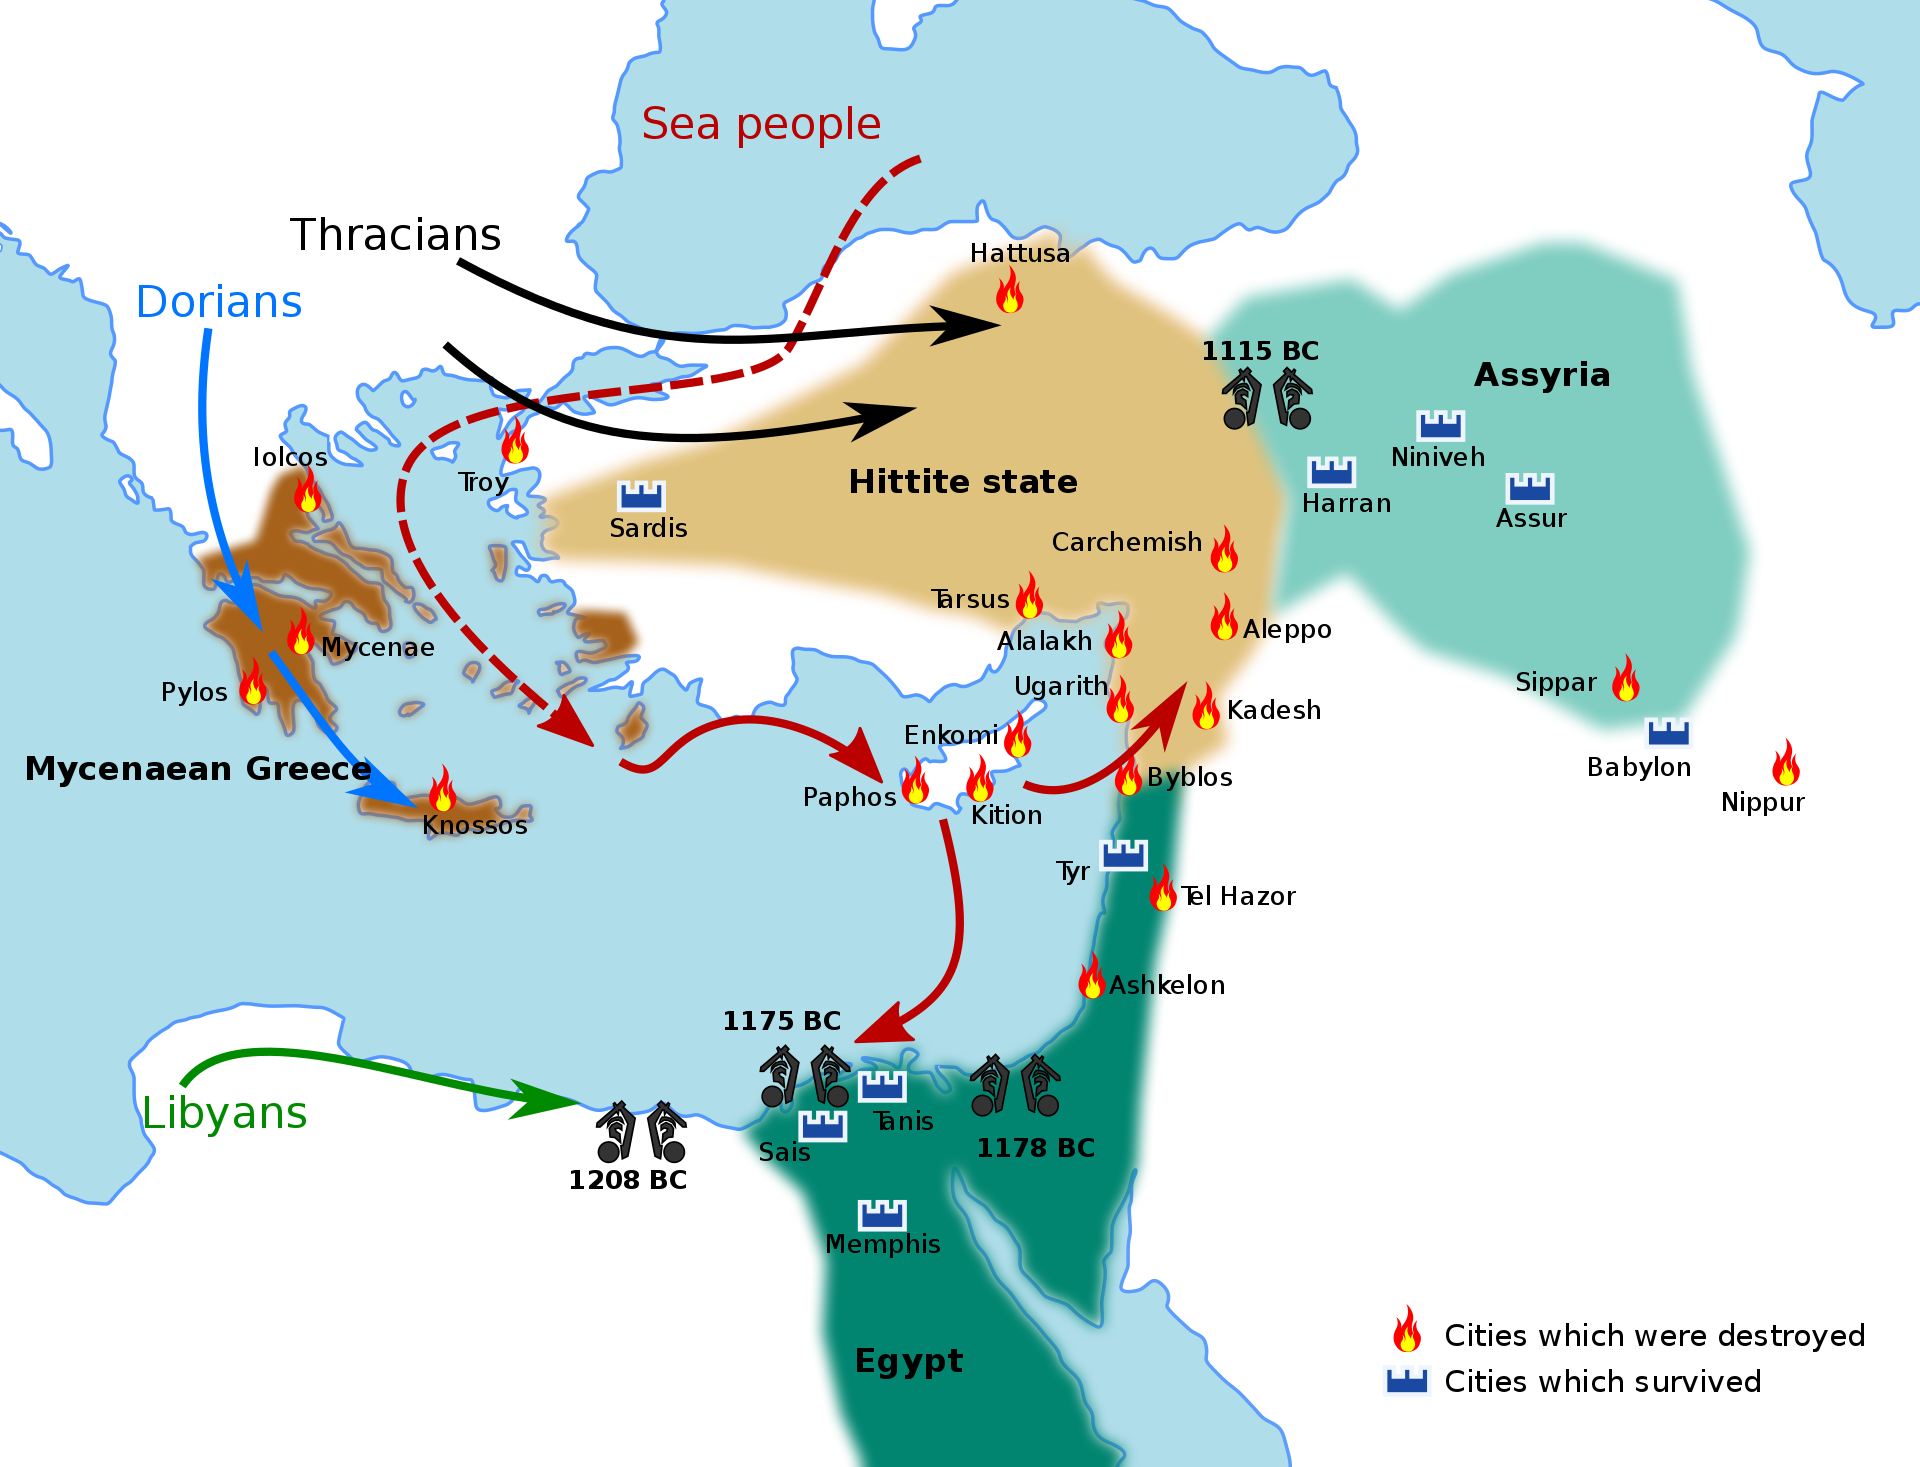 Sea people
Thracians
Hattusa
Dorians
1115 BC
Assyria
Iolcos
Troy
Hittite state
Niniveh
Sardis
Harran
Assur
Carchemish
Tarsus
Alalakh
Aleppo
Mycenae
Pylos
Ugarith
Sippar
Kadesh
Enkomi
Mycenaean Greece
Byblos
Babylon
Paphos
Kition
Nippur
Knossos
Tyr
Tel Hazor
Ashkelon
1175 BC
Libyans
Tanis
Sais
1178 BC
1208 BC
Memphis
Egypt
Cities which were destroyed
Cities which survived